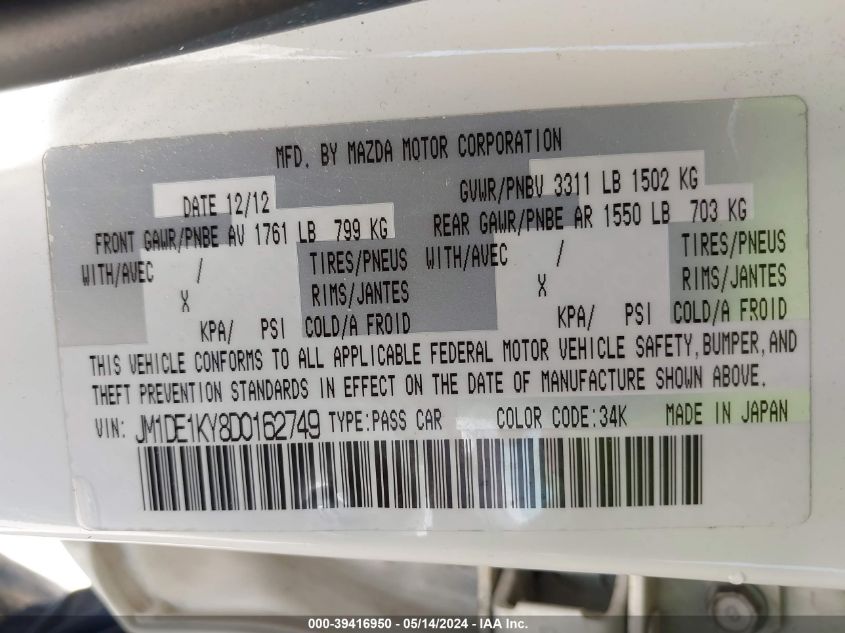 MFD. BY MAZDA MOTOR CORPORATION
DATE 12/12 GVWR/PNBV 3311 LB 1502 KG
FRONT GAWR/PNBE AV 1761 LB 799 KG REAR GAWR/PNBE AR 1550 LB 703 KG
WITH/AVEC / TIRES/PNEUS WITH/AVEC / TIRES/PNEUS
X RIMS/JANTES X RIMS/JANTES
KPA/ PSI COLD/A FROID KPA/ PSI COLD/A FROID
THIS VEHICLE CONFORMS TO ALL APPLICABLE FEDERAL MOTOR VEHICLE SAFETY, BUMPER, AND
THEFT PREVENTION STANDARDS IN EFFECT ON THE DATE OF MANUFACTURE SHOWN ABOVE.
VIN: JM1DE1KY8D0162749 TYPE:PASS CAR COLOR CODE:34K MADE IN JAPAN
000-39416950 - 05/14/2024 - IAA Inc.